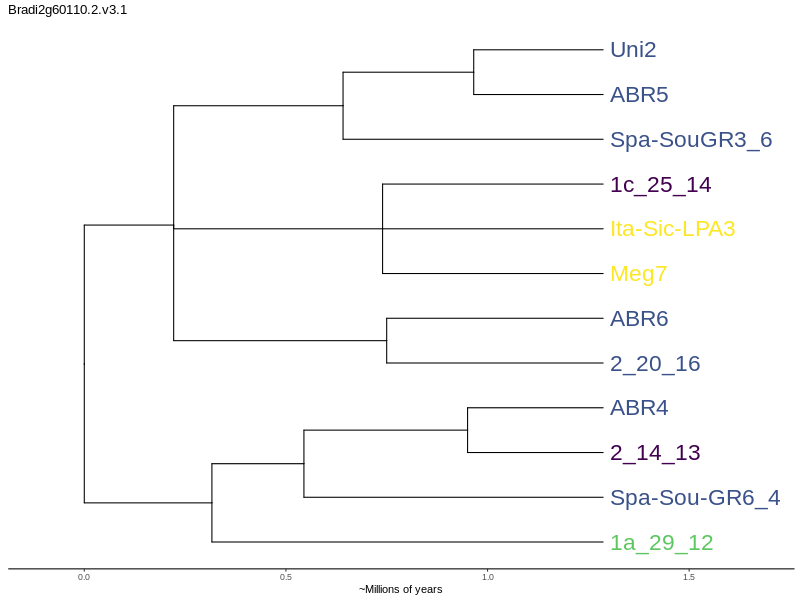 Bradi2g60110.2.v3.1
Uni2
ABR5
Spa-SouGR3_6
1c_25_14
Ita-Sic-LPA3
Meg7
ABR6
2_20_16
ABR4
2_14_13
Spa-Sou-GR6_4
1a_29_12
0.0 0.5 1.0 1.5
~Millions of years